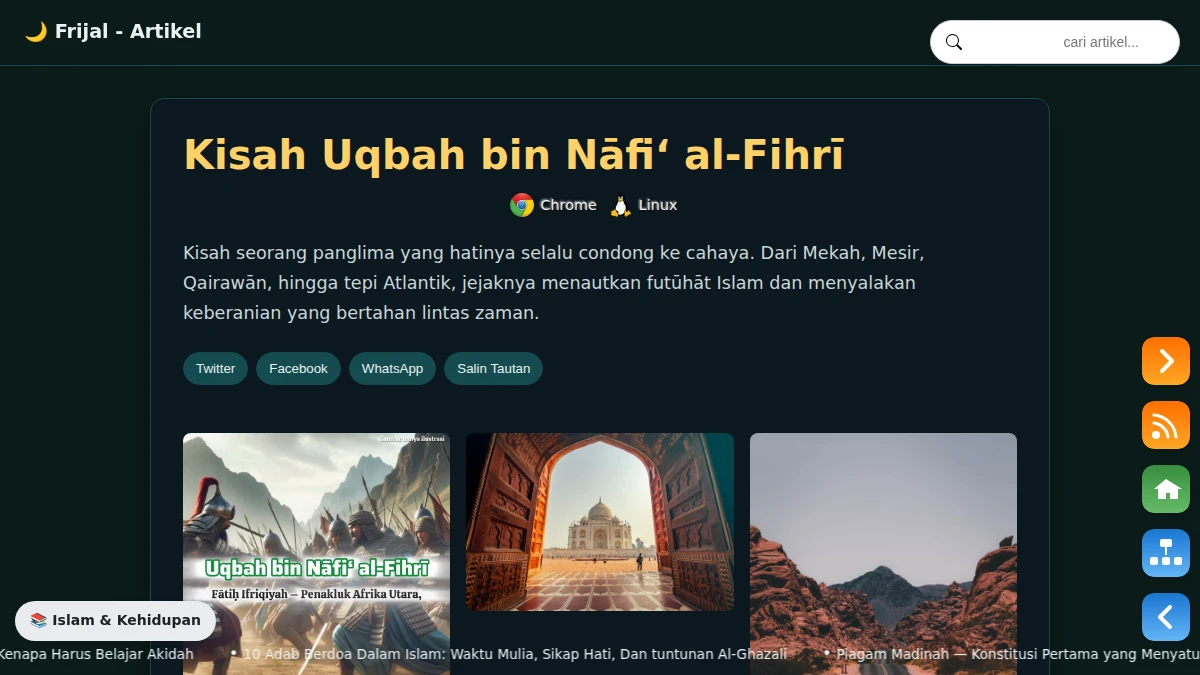 🌙 Frijal - Artikel
cari artikel...
Kisah Uqbah bin Nāfi‘ al-Fihrī
Chrome Linux
Kisah seorang panglima yang hatinya selalu condong ke cahaya. Dari Mekah, Mesir,
Qairawān, hingga tepi Atlantik, jejaknya menautkan futūhāt Islam dan menyalakan
keberanian yang bertahan lintas zaman.
Twitter Facebook WhatsApp Salin Tautan
Gambar hanya ilustrasi
Uqbah bin Nāfi‘ al-Fihrī
Fātiḥ Ifriqiyah — Penakluk Afrika Utara,
📚 Islam & Kehidupan
Kenapa Harus Belajar Akidah • 10 Adab Berdoa Dalam Islam: Waktu Mulia, Sikap Hati, Dan tuntunan Al-Ghazali • Piagam Madinah — Konstitusi Pertama yang Menyatu